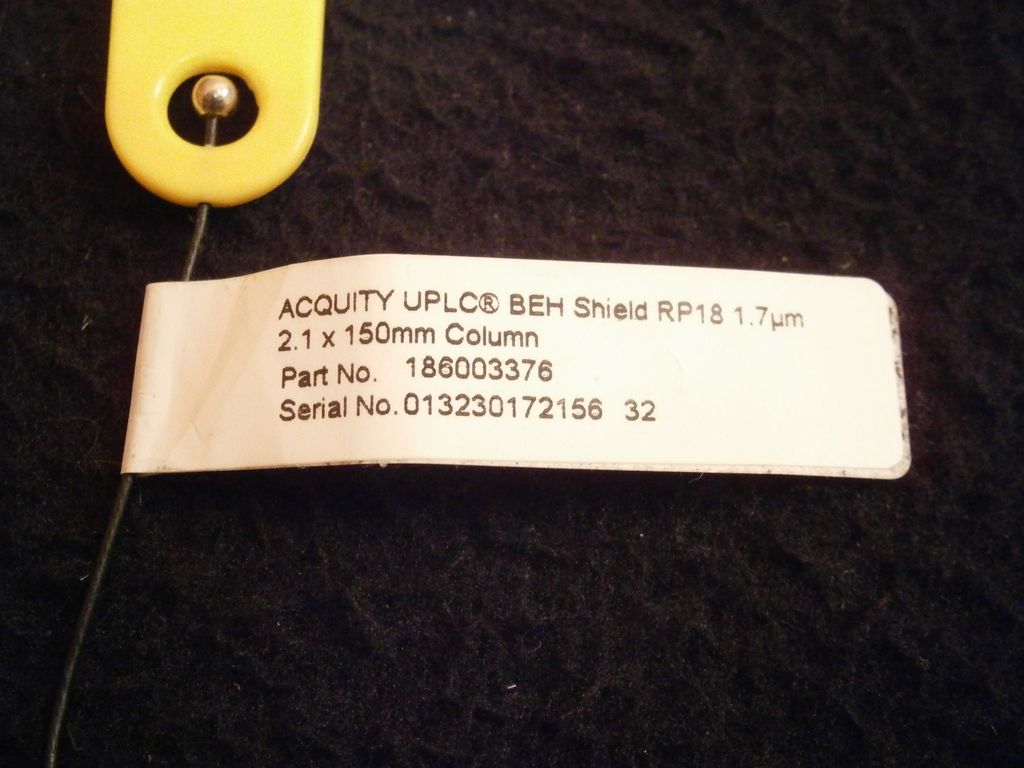 ACQUITY UPLC® BEH Shield RP18 1.7µm
2.1 x 150mm Column
Part No. 186003376
Serial No. 013230172156 32